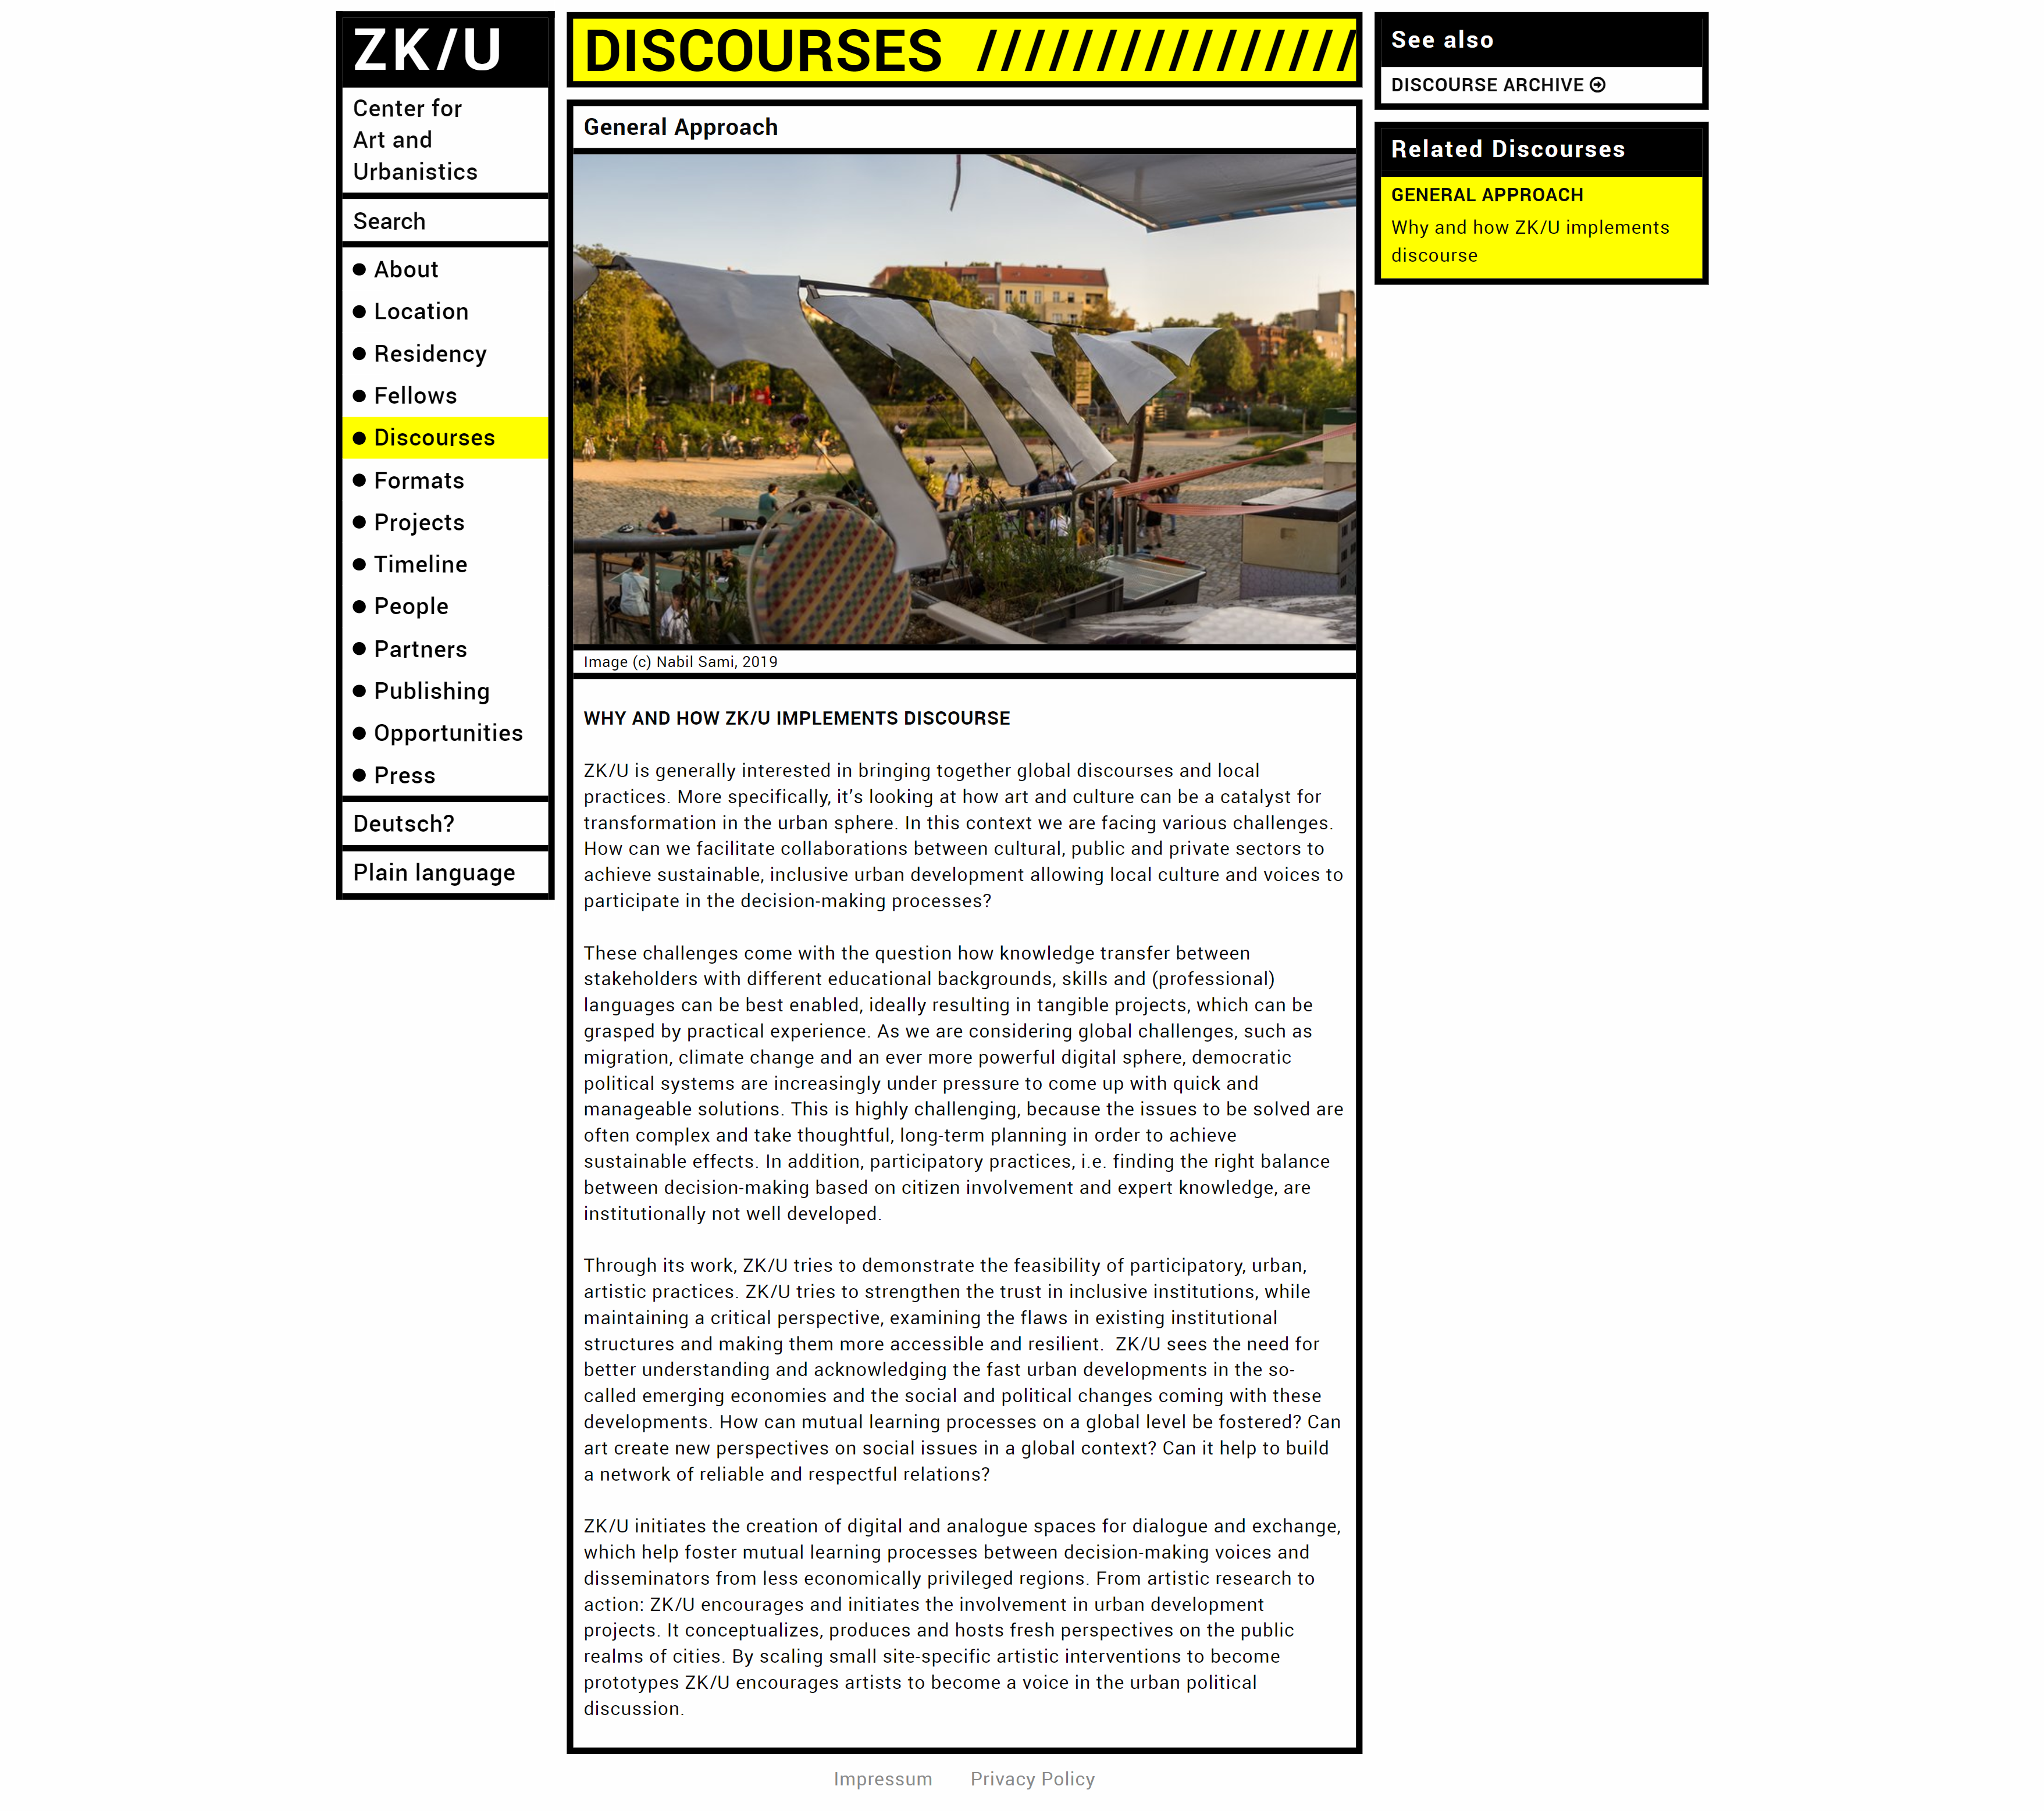 ZK/U
Center for
Art and
Urbanistics
Search
About
Location
Residency
Fellows
Discourses
Formats
Projects
Timeline
People
Partners
Publishing
Opportunities
Press
Deutsch?
Plain language
DISCOURSES ////////////////
General Approach
Image (c) Nabil Sami, 2019
WHY AND HOW ZK/U IMPLEMENTS DISCOURSE
ZK/U is generally interested in bringing together global discourses and local
practices. More specifically, it’s looking at how art and culture can be a catalyst for
transformation in the urban sphere. In this context we are facing various challenges.
How can we facilitate collaborations between cultural, public and private sectors to
achieve sustainable, inclusive urban development allowing local culture and voices to
participate in the decision-making processes?
These challenges come with the question how knowledge transfer between
stakeholders with different educational backgrounds, skills and (professional)
languages can be best enabled, ideally resulting in tangible projects, which can be
grasped by practical experience. As we are considering global challenges, such as
migration, climate change and an ever more powerful digital sphere, democratic
political systems are increasingly under pressure to come up with quick and
manageable solutions. This is highly challenging, because the issues to be solved are
often complex and take thoughtful, long-term planning in order to achieve
sustainable effects. In addition, participatory practices, i.e. finding the right balance
between decision-making based on citizen involvement and expert knowledge, are
institutionally not well developed.
Through its work, ZK/U tries to demonstrate the feasibility of participatory, urban,
artistic practices. ZK/U tries to strengthen the trust in inclusive institutions, while
maintaining a critical perspective, examining the flaws in existing institutional
structures and making them more accessible and resilient.  ZK/U sees the need for
better understanding and acknowledging the fast urban developments in the so-
called emerging economies and the social and political changes coming with these
developments. How can mutual learning processes on a global level be fostered? Can
art create new perspectives on social issues in a global context? Can it help to build
a network of reliable and respectful relations?
ZK/U initiates the creation of digital and analogue spaces for dialogue and exchange,
which help foster mutual learning processes between decision-making voices and
disseminators from less economically privileged regions. From artistic research to
action: ZK/U encourages and initiates the involvement in urban development
projects. It conceptualizes, produces and hosts fresh perspectives on the public
realms of cities. By scaling small site-specific artistic interventions to become
prototypes ZK/U encourages artists to become a voice in the urban political
discussion.
See also
DISCOURSE ARCHIVE
Related Discourses
GENERAL APPROACH
Why and how ZK/U implements
discourse
Impressum
Privacy Policy